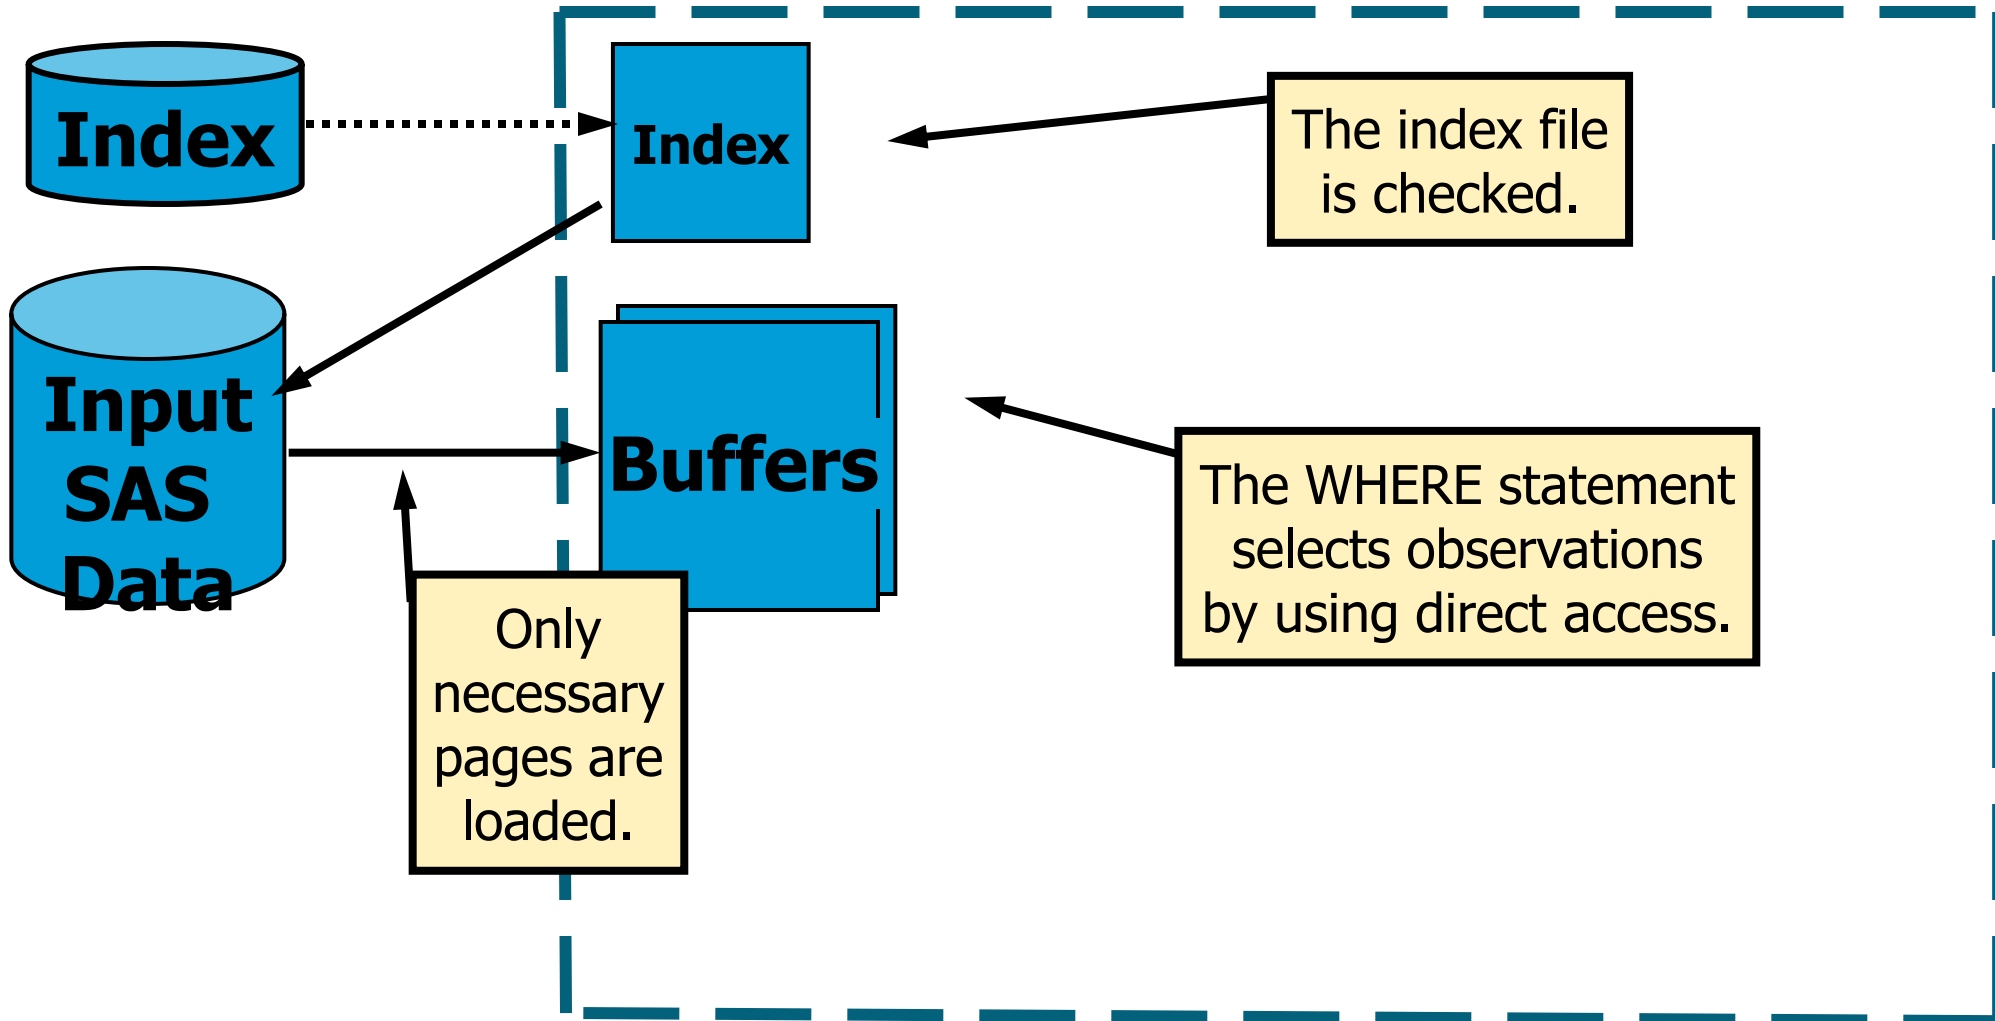 Index
Index
The index file
is checked.
Input
SAS
Data
Buffers
The WHERE statement
selects observations
by using direct access.
Only
necessary
pages are
loaded.